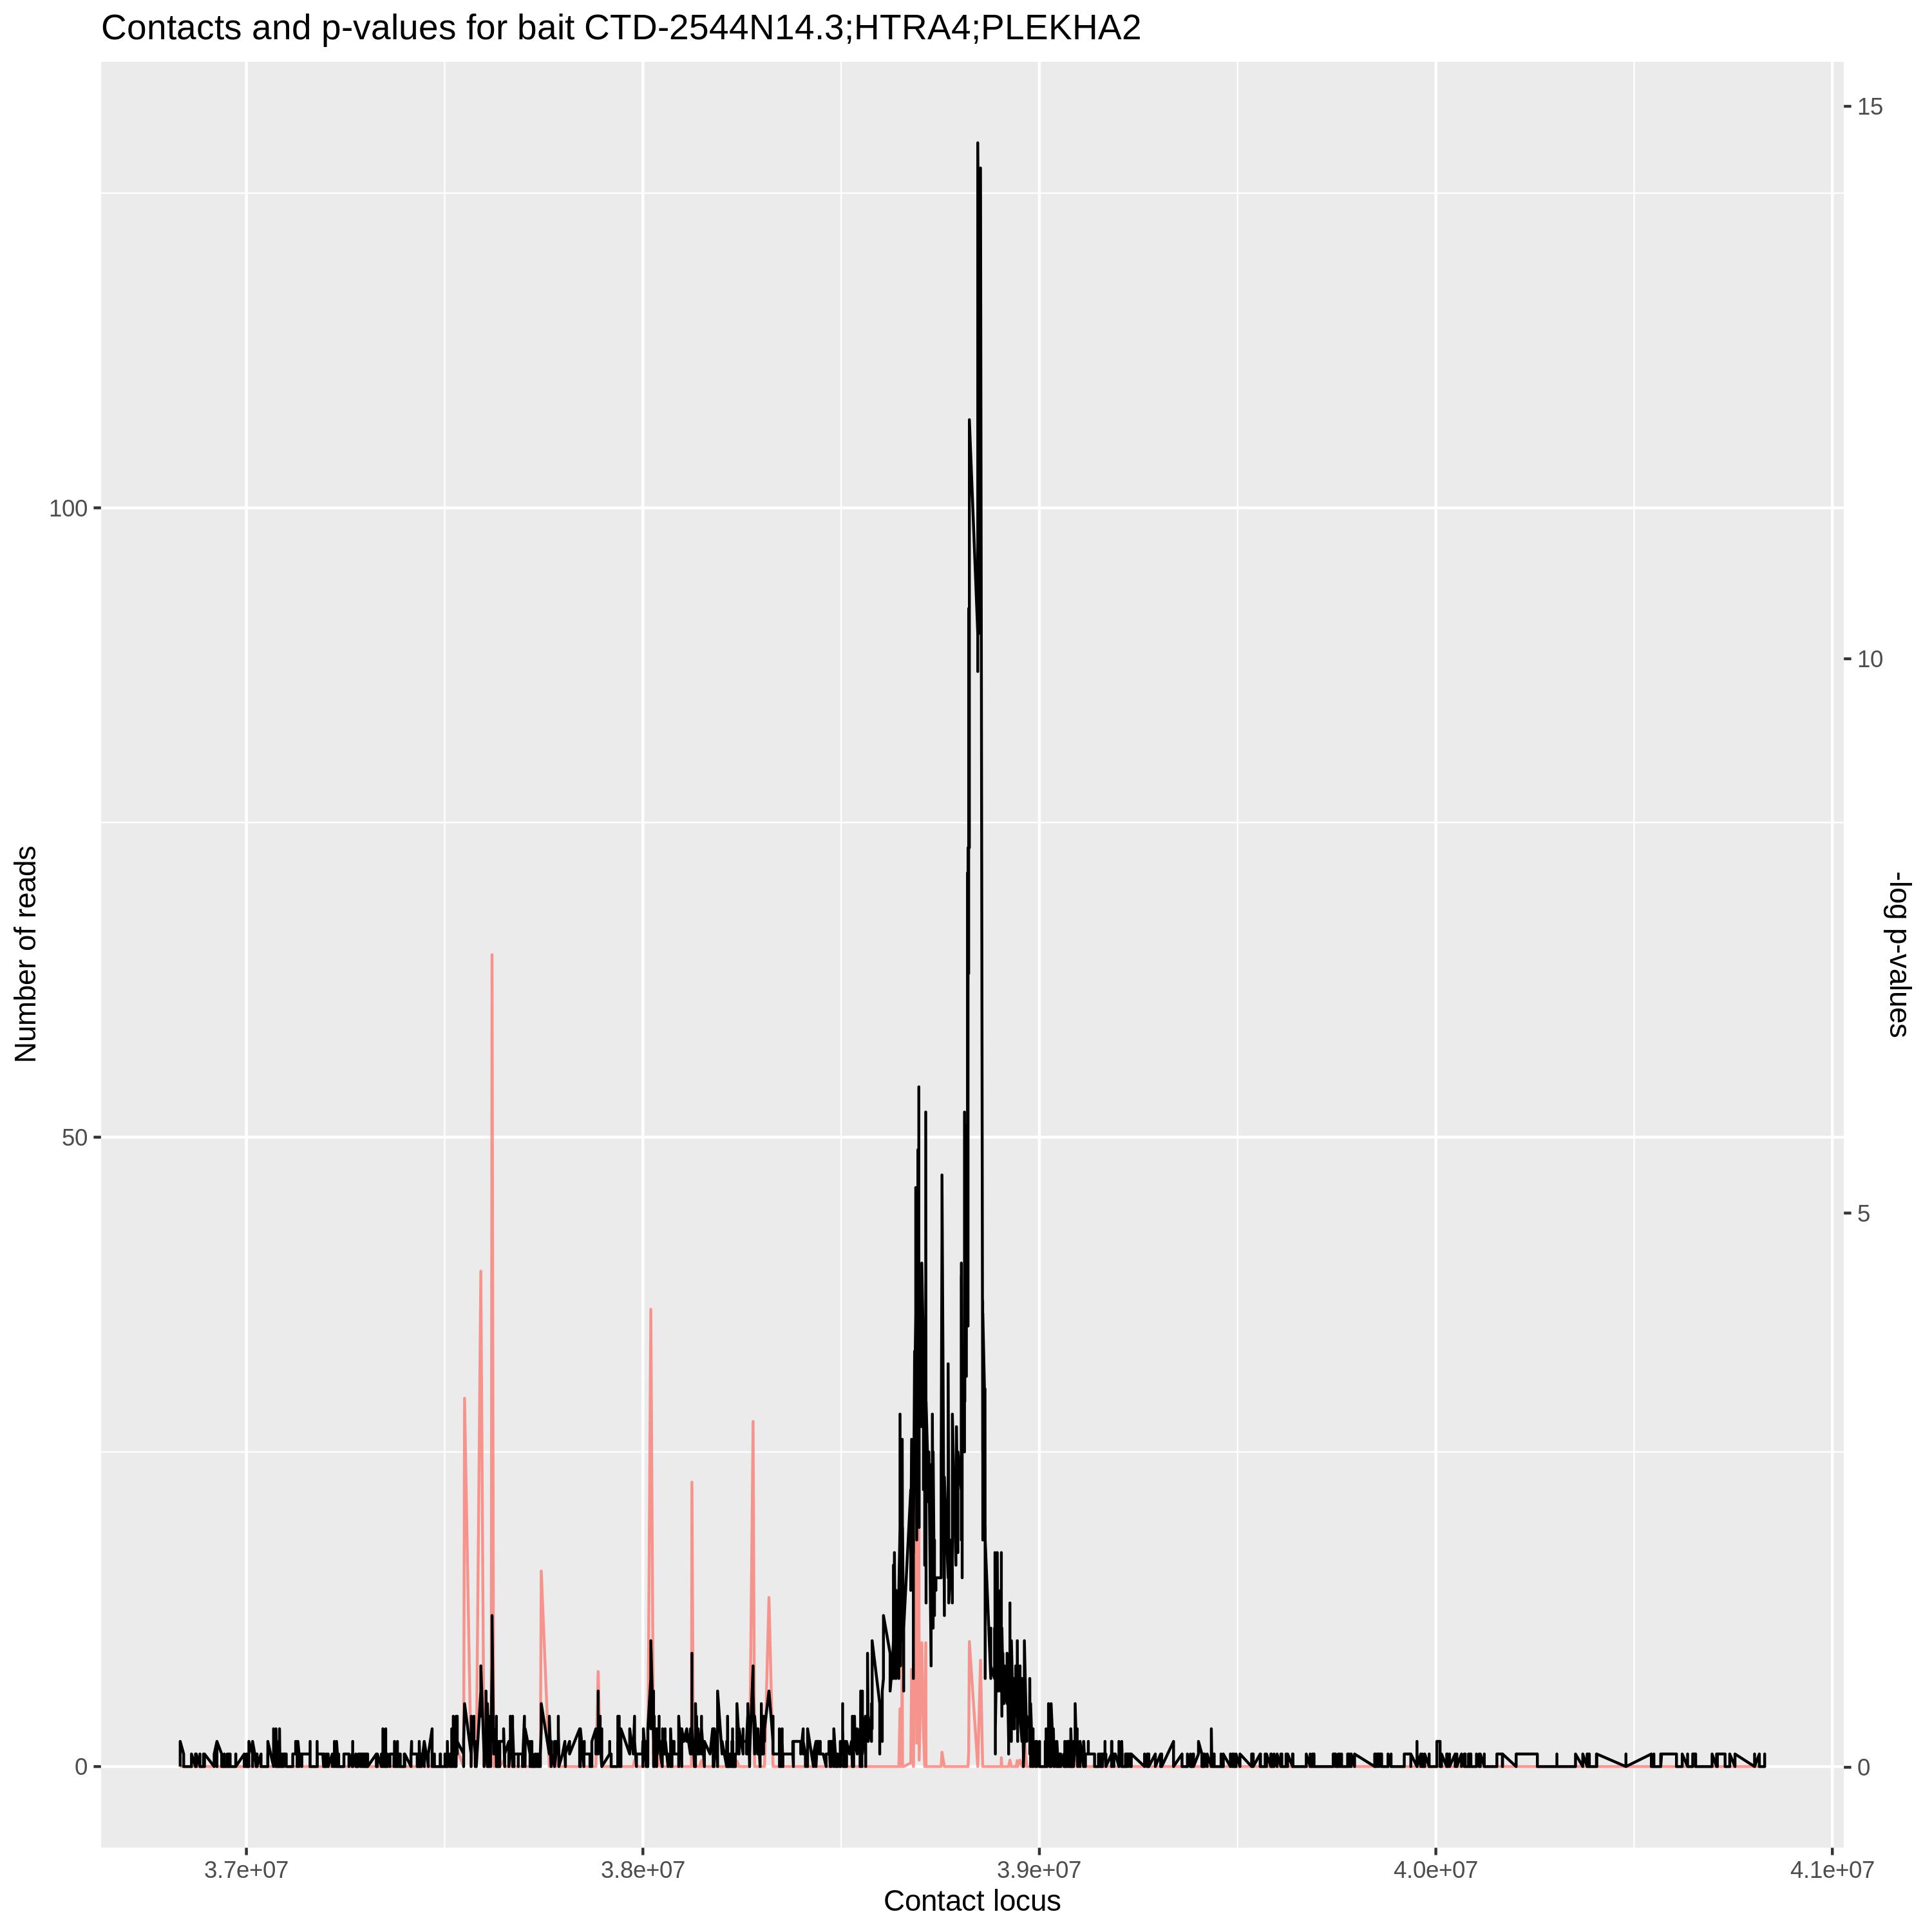 Contacts and p-values for bait CTD-2544N14.3;HTRA4;PLEKHA2
15
100
10
Number of reads
-log p-values
50
5
0
0
3.7e+07 3.8e+07 3.9e+07 4.0e+07 4.1e+07
Contact locus